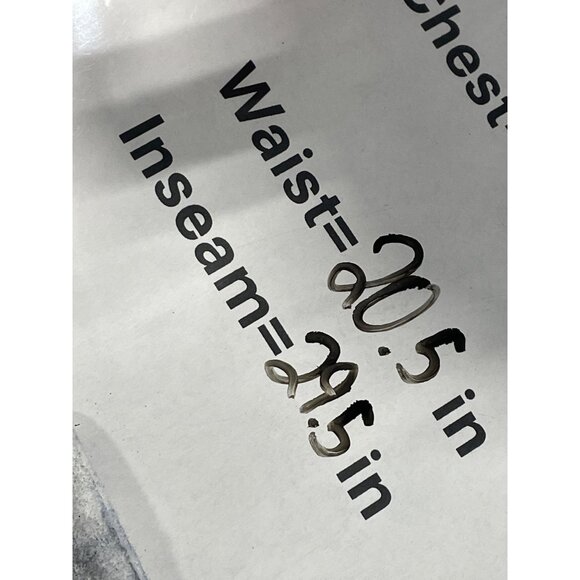 Chest
Waist= 20.5 in
Inseam= 29.5 in